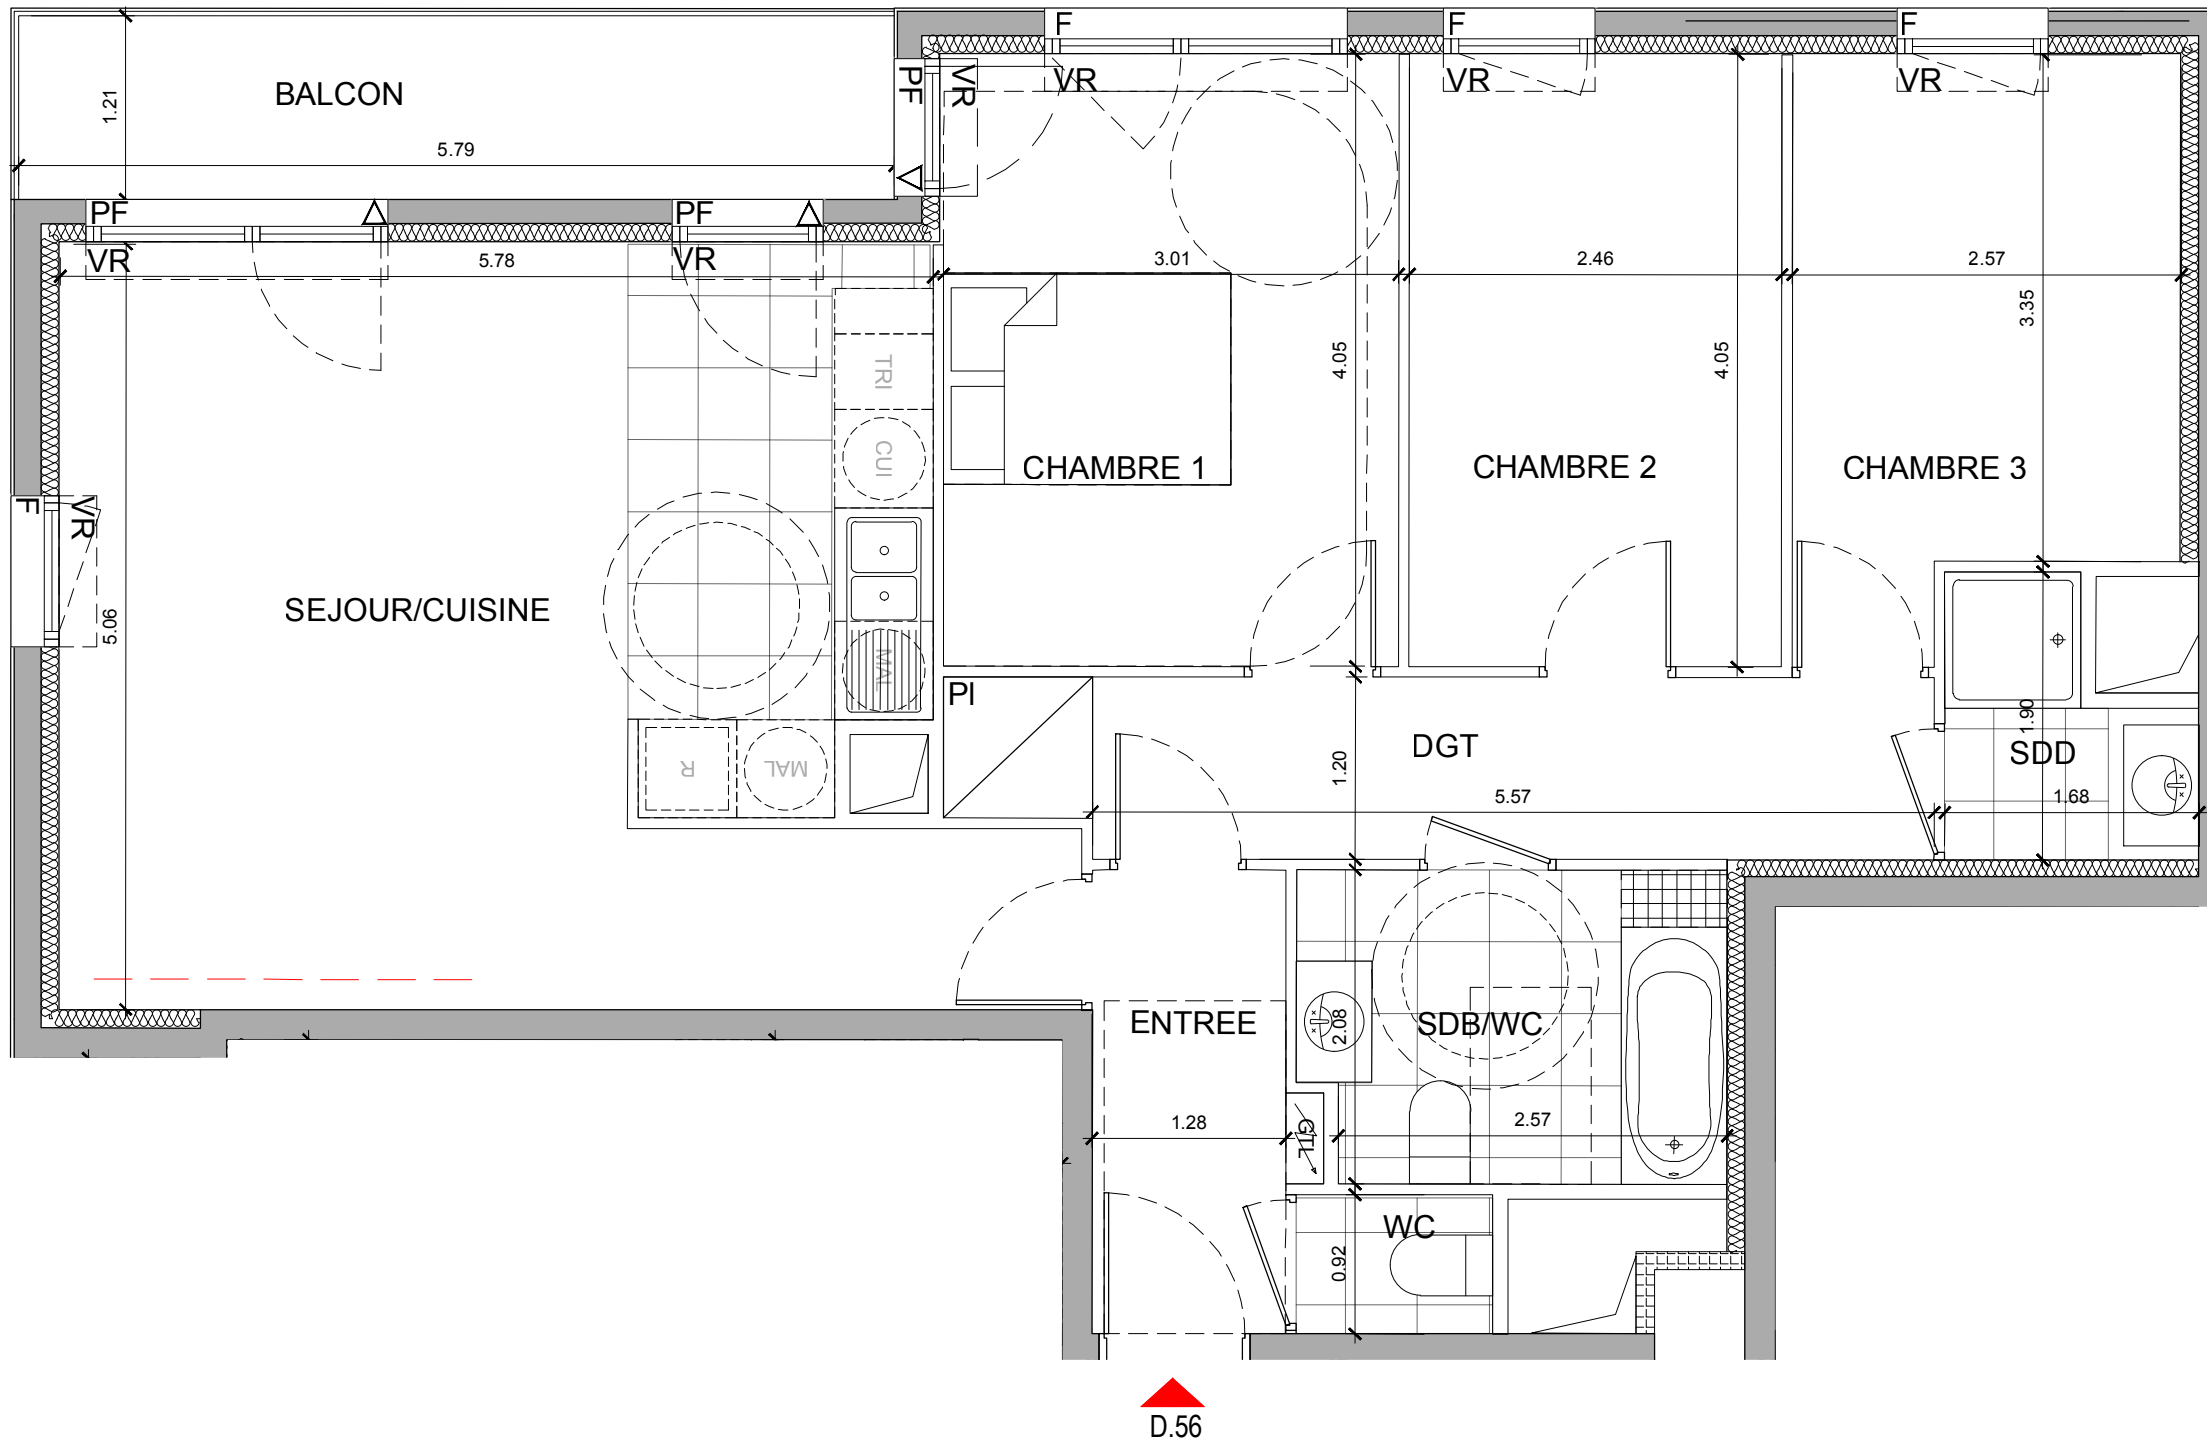 F
F
F
PF
VR
VR
VR
VR
BALCON
1.21
5.79
PF
PF
VR
VR
5.78
3.01
2.46
2.57
3.35
4.05
4.05
TRI
CUI
CHAMBRE 1
CHAMBRE 2
CHAMBRE 3
F
VR
5.06
SEJOUR/CUISINE
MAL
PI
R
MAL
DGT
1.20
5.57
1.90
SDD
1.68
ENTREE
2.08
SDB/WC
1.28
GTL
2.57
WC
0.92
D.56